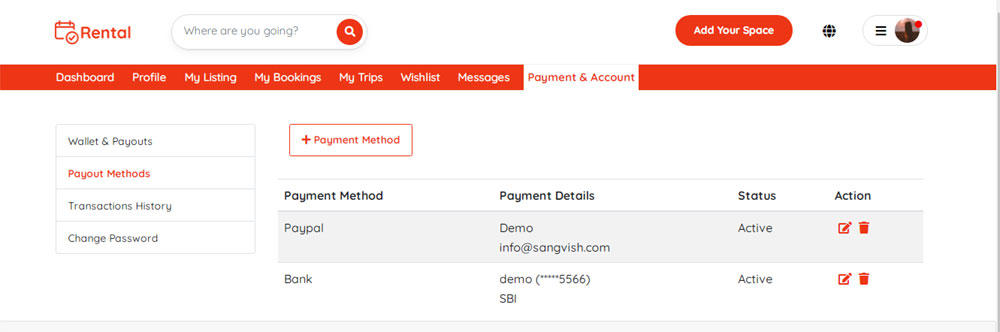 Rental
Where are you going?
Add Your Space
Dashboard Profile My Listing My Bookings My Trips Wishlist Messages Payment & Account
Wallet & Payouts
Payout Methods
Transactions History
Change Password
+ Payment Method
Payment Method Payment Details Status Action
Paypal Demo Active
info@sangvish.com
Bank demo (*****5566) Active
SBI